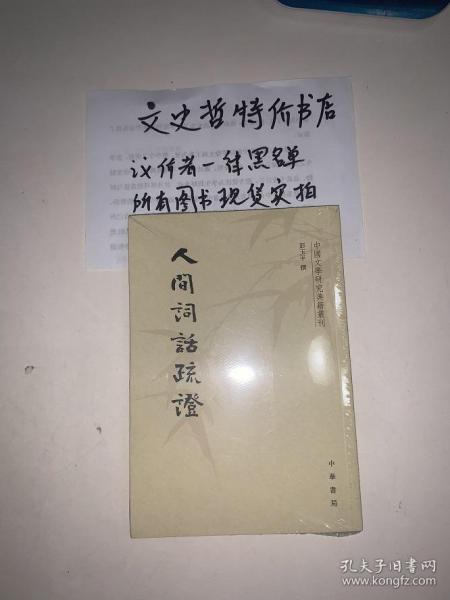 文史哲特价书店
议价者一律黑名单
所有图书现货实拍
中國文學研究典籍叢刊
彭玉平 撰
人間詞話疏證
中華書局
孔夫子旧书网
www.kongfz.com